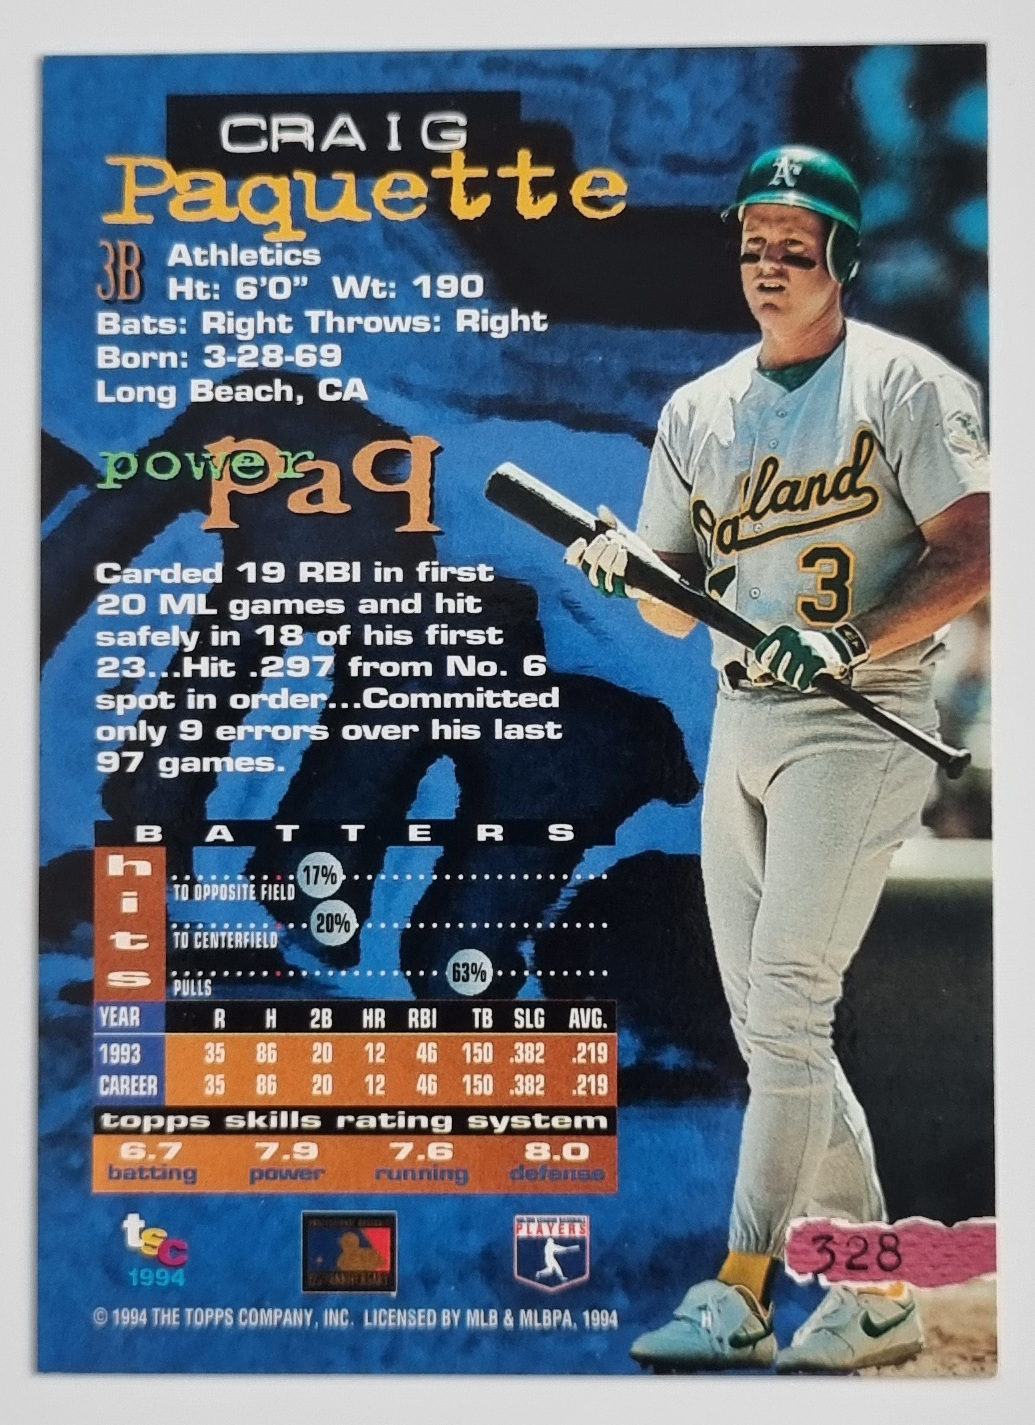 CRAIG
Paquette
3B
Athletics
Ht: 6'0" Wt: 190
Bats: Right Throws: Right
Born: 3-28-69
Long Beach, CA
power paq
Carded 19 RBI in first
20 ML games and hit
safely in 18 of his first
23...Hit .297 from No. 6
spot in order...Committed
only 9 errors over his last
97 games.
A's
Oakland
3
BATTERS
hits
17%
TO OPPOSITE FIELD
20%
TO CENTERFIELD
63%
PULLS
YEAR R H 2B HR RBI TB SLG AVG.
1993 35 86 20 12 46 150 .382 .219
CAREER 35 86 20 12 46 150 .382 .219
topps skills rating system
6.7 7.9 7.6 8.0
batting power running defense
tsc
1994
MAJOR LEAGUE BASEBALL
PLAYERS
328
© 1994 THE TOPPS COMPANY, INC. LICENSED BY MLB & MLBPA, 1994
H